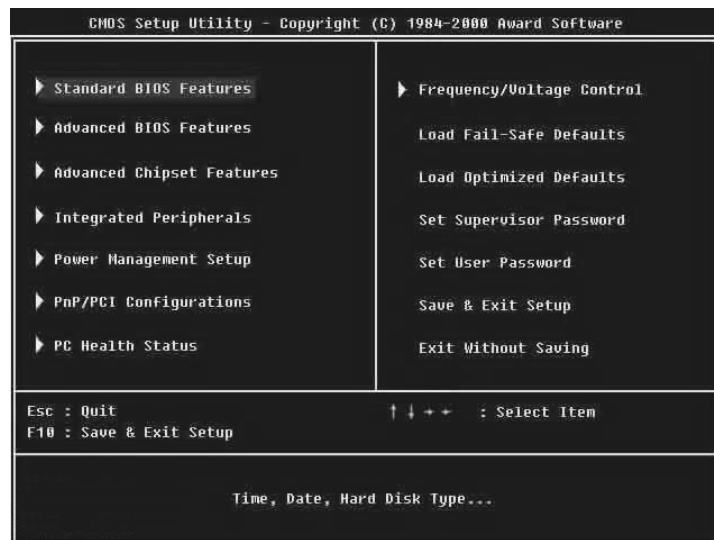 CMOS Setup Utility - Copyright (C) 1984-2000 Award Software
Standard BIOS Features
Advanced BIOS Features
Advanced Chipset Features
Integrated Peripherals
Power Management Setup
PnP/PCI Configurations
PC Health Status
Frequency/Voltage Control
Load Fail-Safe Defaults
Load Optimized Defaults
Set Supervisor Password
Set User Password
Save & Exit Setup
Exit Without Saving
Esc : Quit
F10 : Save & Exit Setup
↑ ↓ → ← : Select Item
Time, Date, Hard Disk Type...